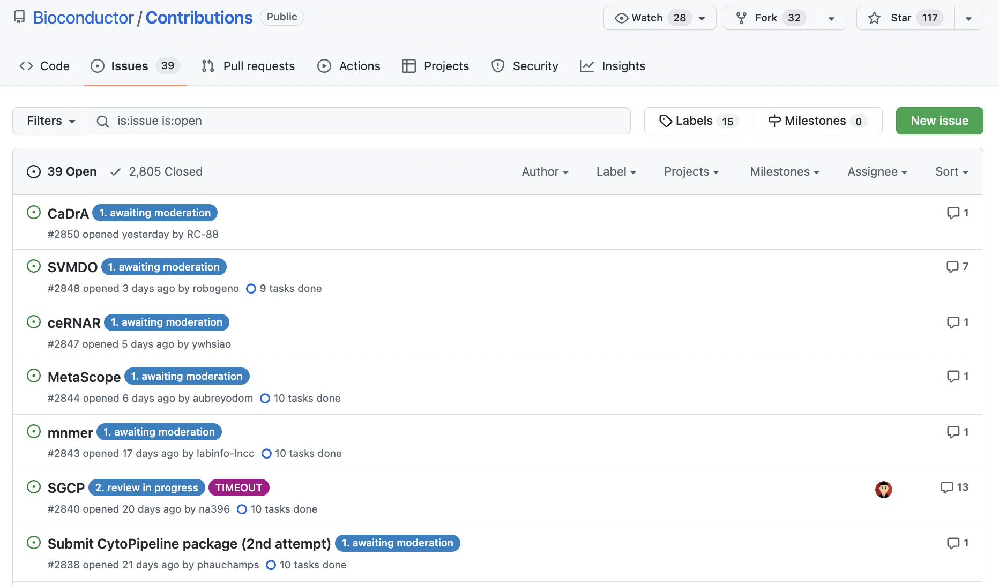 Bioconductor / Contributions Public Watch 28 Fork 32 Star 117
Code Issues 39 Pull requests Actions Projects Security Insights
Filters is:issue is:open Labels 15 Milestones 0 New issue
39 Open 2,805 Closed Author Label Projects Milestones Assignee Sort
CaDrA 1. awaiting moderation 1
#2850 opened yesterday by RC-88
SVMDO 1. awaiting moderation 7
#2848 opened 3 days ago by robogeno 9 tasks done
ceRNAR 1. awaiting moderation 1
#2847 opened 5 days ago by ywhsiao
MetaScope 1. awaiting moderation 1
#2844 opened 6 days ago by aubreyodom 10 tasks done
mnmer 1. awaiting moderation 1
#2843 opened 17 days ago by labinfo-lncc 10 tasks done
SGCP 2. review in progress TIMEOUT 13
#2840 opened 20 days ago by na396 10 tasks done
Submit CytoPipeline package (2nd attempt) 1. awaiting moderation 1
#2838 opened 21 days ago by phauchamps 10 tasks done